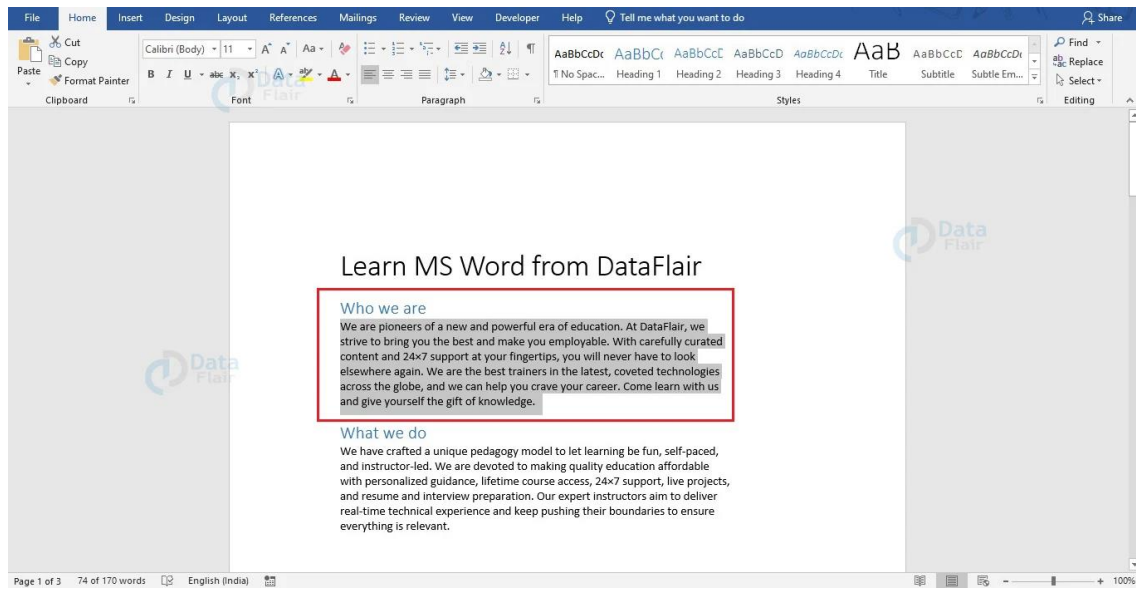 File Home Insert Design Layout References Mailings Review View Developer Help Tell me what you want to do Share
Cut
Copy
Format Painter
Paste
Clipboard
Calibri (Body) 11 A A Aa
B I U abc x₂ x² A aby A
Font
Paragraph
AaBbCcDc AaBbCc AaBbCcC AaBbCcD AaBbCcDc AaB AaBbCcD AaBbCcDc
¶ No Spac... Heading 1 Heading 2 Heading 3 Heading 4 Title Subtitle Subtle Em...
Styles
Find
Replace
Select
Editing
Data
Flair
Data
Flair
Learn MS Word from DataFlair
Who we are
We are pioneers of a new and powerful era of education. At DataFlair, we
strive to bring you the best and make you employable. With carefully curated
content and 24×7 support at your fingertips, you will never have to look
elsewhere again. We are the best trainers in the latest, coveted technologies
across the globe, and we can help you crave your career. Come learn with us
and give yourself the gift of knowledge.
Data
Flair
What we do
We have crafted a unique pedagogy model to let learning be fun, self-paced,
and instructor-led. We are devoted to making quality education affordable
with personalized guidance, lifetime course access, 24×7 support, live projects,
and resume and interview preparation. Our expert instructors aim to deliver
real-time technical experience and keep pushing their boundaries to ensure
everything is relevant.
Page 1 of 3 74 of 170 words English (India) 100%